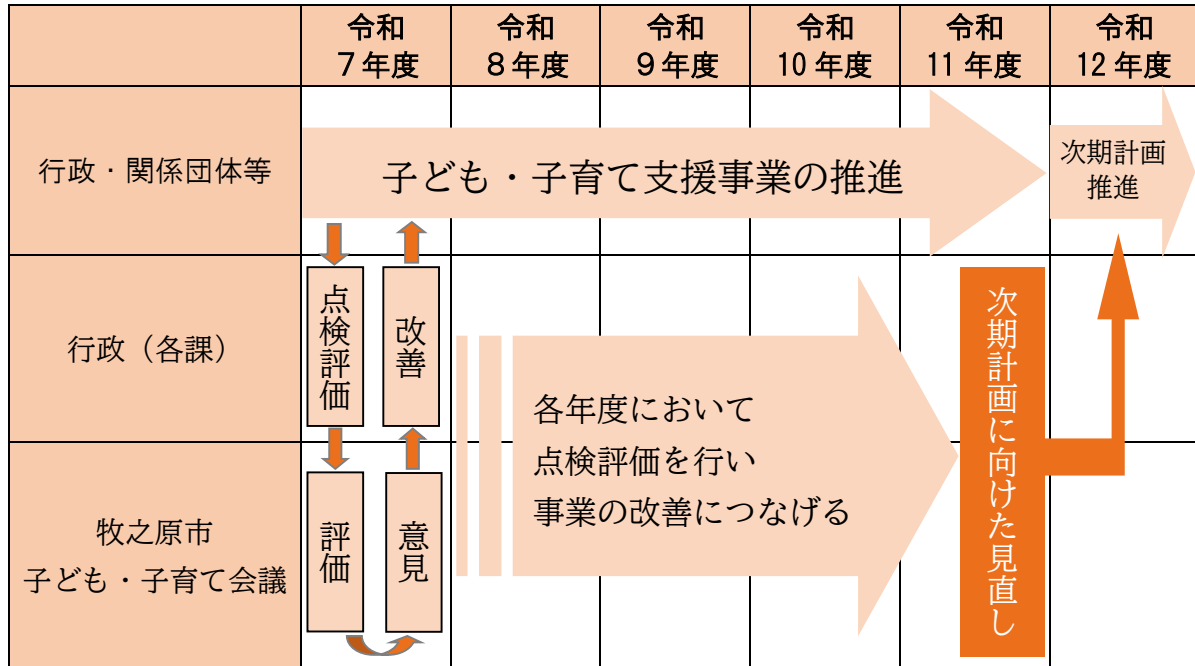 令和
７年度
令和
８年度
令和
９年度
令和
10年度
令和
11年度
令和
12年度
行政・関係団体等
子ども・子育て支援事業の推進
次期計画
推進
行政（各課）
点検評価
改善
各年度において
点検評価を行い
事業の改善につなげる
次期計画に向けた見直し
牧之原市
子ども・子育て会議
評価
意見